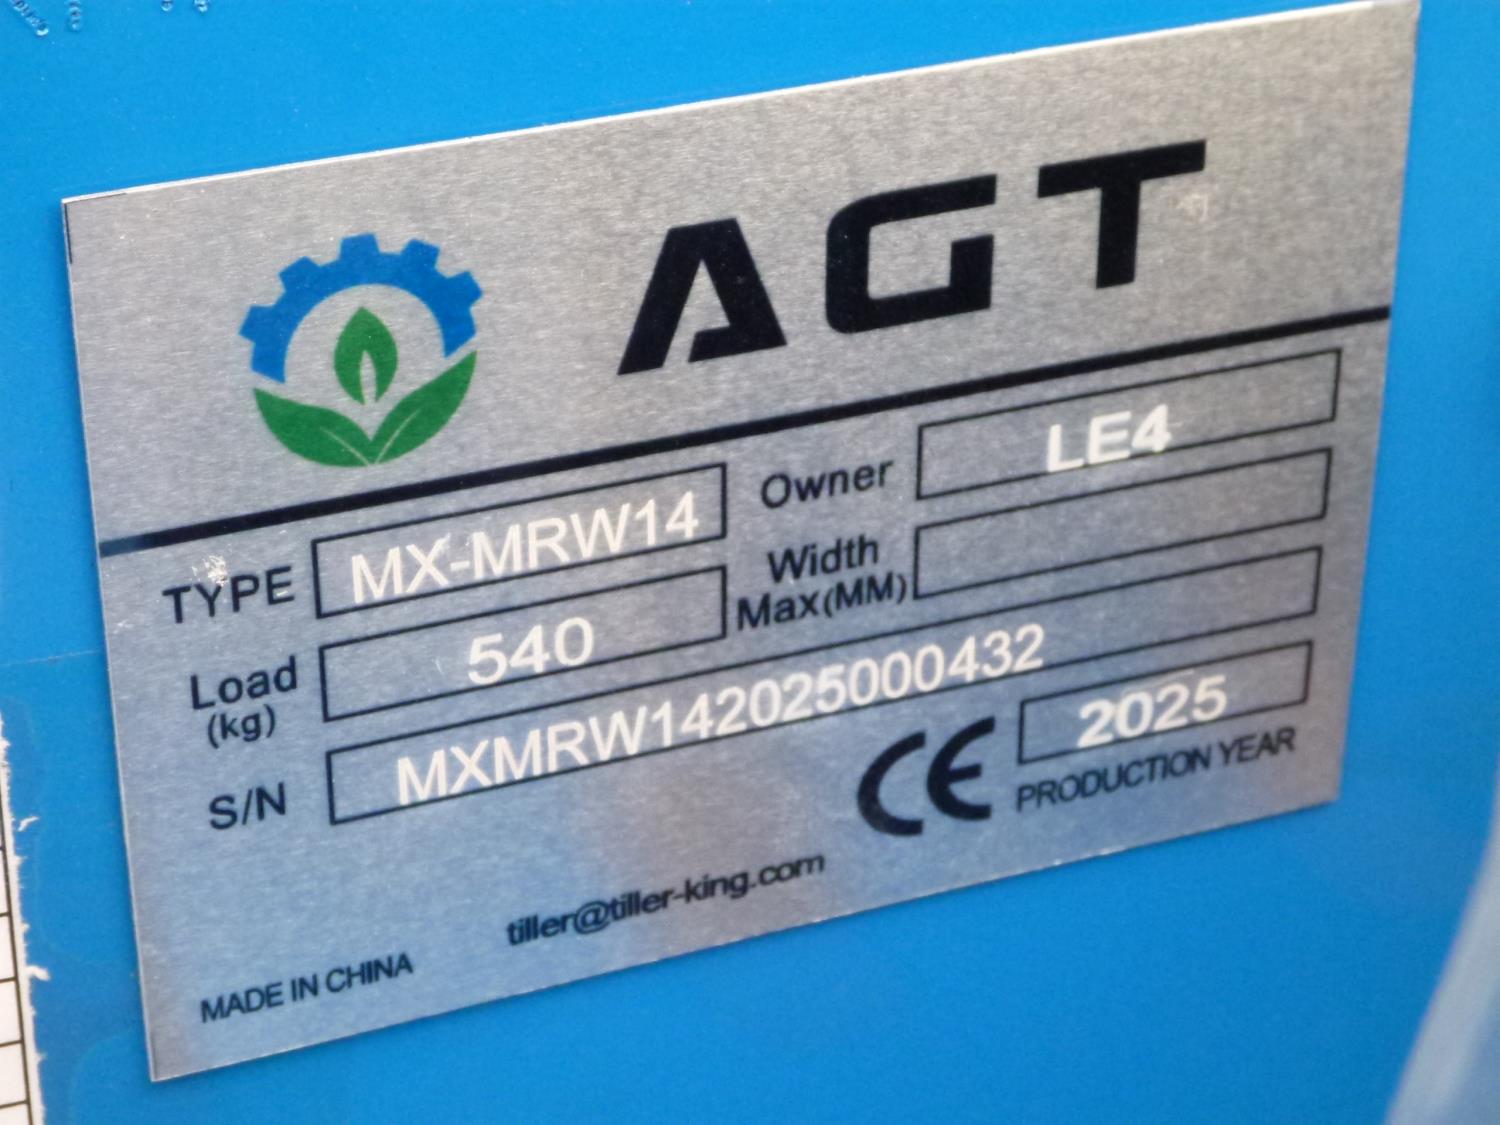 AGT
TYPE MX-MRW14
Owner LE4
Load (kg) 540
Width Max(MM)
S/N MXMRW142025000432
CE
2025
PRODUCTION YEAR
tiller@tiller-king.com
MADE IN CHINA